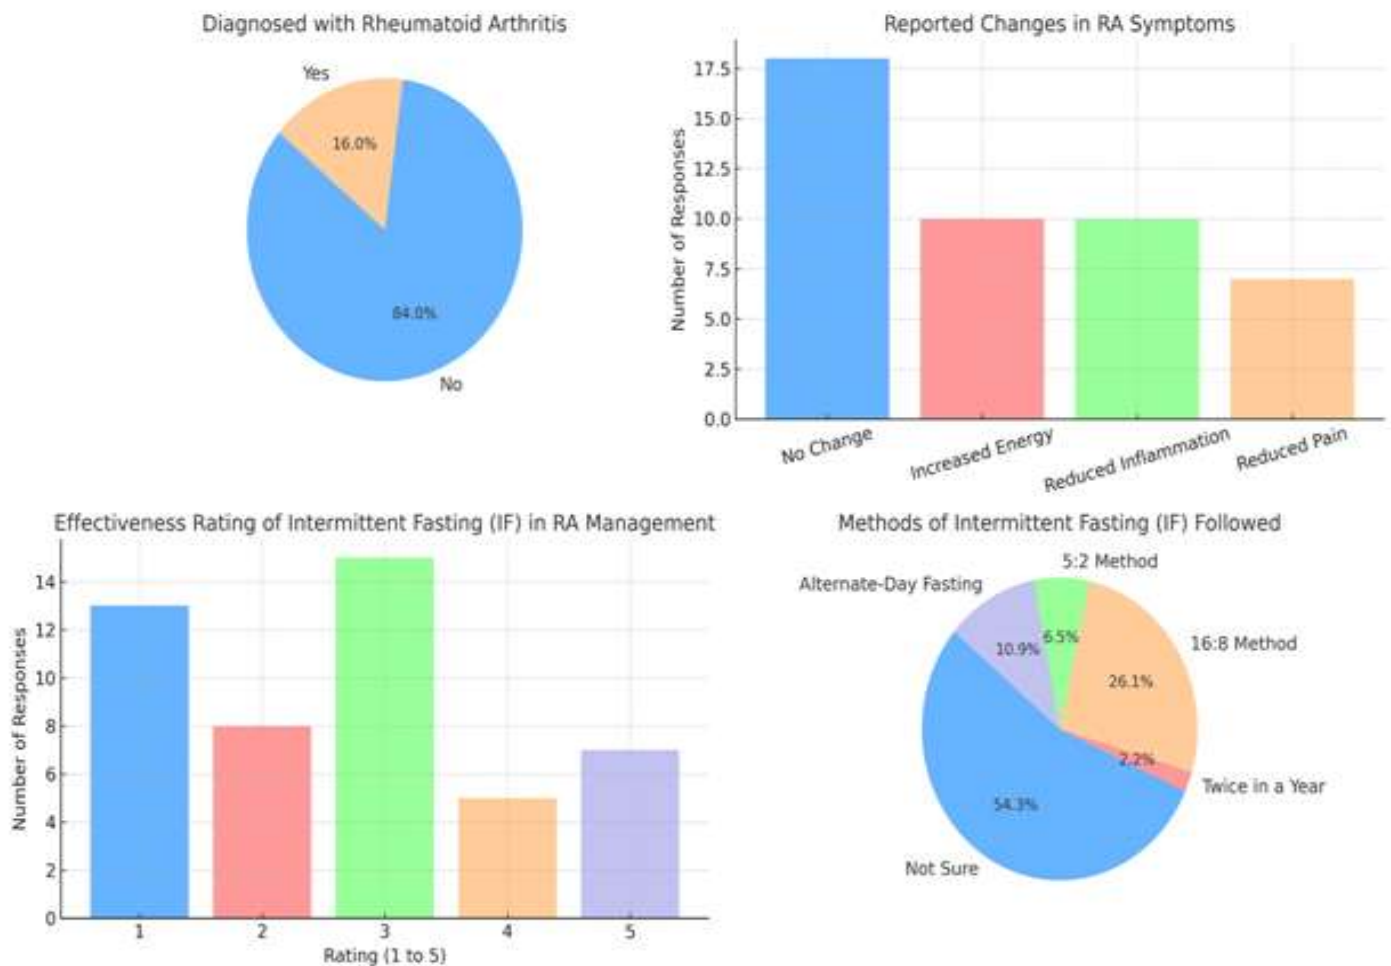 Diagnosed with Rheumatoid Arthritis
Yes
16.0%
84.0%
No
Reported Changes in RA Symptoms
Number of Responses
17.5
15.0
12.5
10.0
7.5
5.0
2.5
0.0
No Change
Increased Energy
Reduced Inflammation
Reduced Pain
Effectiveness Rating of Intermittent Fasting (IF) in RA Management
Number of Responses
14
12
10
8
6
4
2
0
1 2 3 4 5
Rating (1 to 5)
Methods of Intermittent Fasting (IF) Followed
5:2 Method
Alternate-Day Fasting
6.5%
10.9%
16:8 Method
26.1%
2.2%
Twice in a Year
54.3%
Not Sure